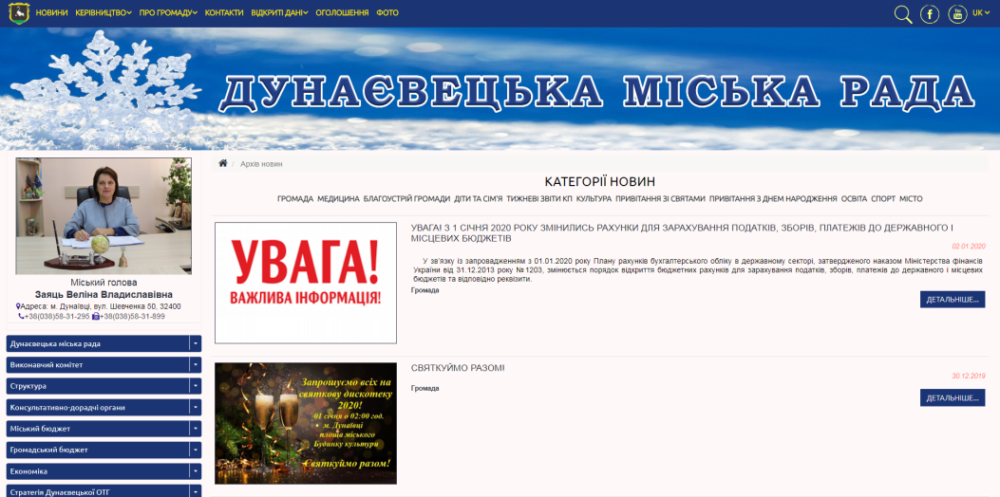 НОВИНИ КЕРІВНИЦТВО ПРО ГРОМАДУ КОНТАКТИ ВІДКРИТІ ДАНІ ОГОЛОШЕННЯ ФОТО
You Tube UK
ДУНАЄВЕЦЬКА МІСЬКА РАДА
Міський голова
Заяць Веліна Владиславівна
Адреса: м. Дунаївці, вул. Шевченка 50, 32400
+38(038)58-31-295 +38(038)58-31-899
Дунаєвецька міська рада
Виконавчий комітет
Структура
Консультативно-дорадчі органи
Міський бюджет
Громадський бюджет
Економіка
Стратегія Дунаєвецької ОТГ
/ Архів новин
КАТЕГОРІЇ НОВИН
ГРОМАДА МЕДИЦИНА БЛАГОУСТРІЙ ГРОМАДИ ДІТИ ТА СІМ'Я ТИЖНЕВІ ЗВІТИ КП КУЛЬТУРА ПРИВІТАННЯ ЗІ СВЯТАМИ ПРИВІТАННЯ З ДНЕМ НАРОДЖЕННЯ ОСВІТА СПОРТ МІСТО
УВАГА!
ВАЖЛИВА ІНФОРМАЦІЯ!
УВАГА! З 1 СІЧНЯ 2020 РОКУ ЗМІНИЛИСЬ РАХУНКИ ДЛЯ ЗАРАХУВАННЯ ПОДАТКІВ, ЗБОРІВ, ПЛАТЕЖІВ ДО ДЕРЖАВНОГО І
МІСЦЕВИХ БЮДЖЕТІВ
02.01.2020
У зв'язку із запровадженням з 01.01.2020 року Плану рахунків бухгалтерського обліку в державному секторі, затвердженого наказом Міністерства фінансів
України від 31.12.2013 року №1203, змінюється порядок відкриття бюджетних рахунків для зарахування податків, зборів, платежів до державного і місцевих
бюджетів та відповідно реквізити.
Громада
ДЕТАЛЬНІШЕ...
Запрошуємо всіх на
святкову дискотеку
2020!
01 січня о 02:00 год.
м. Дунаївці
площа міського
Будинку культури
Святкуймо разом!
СВЯТКУЙМО РАЗОМ!
30.12.2019
Громада
ДЕТАЛЬНІШЕ...